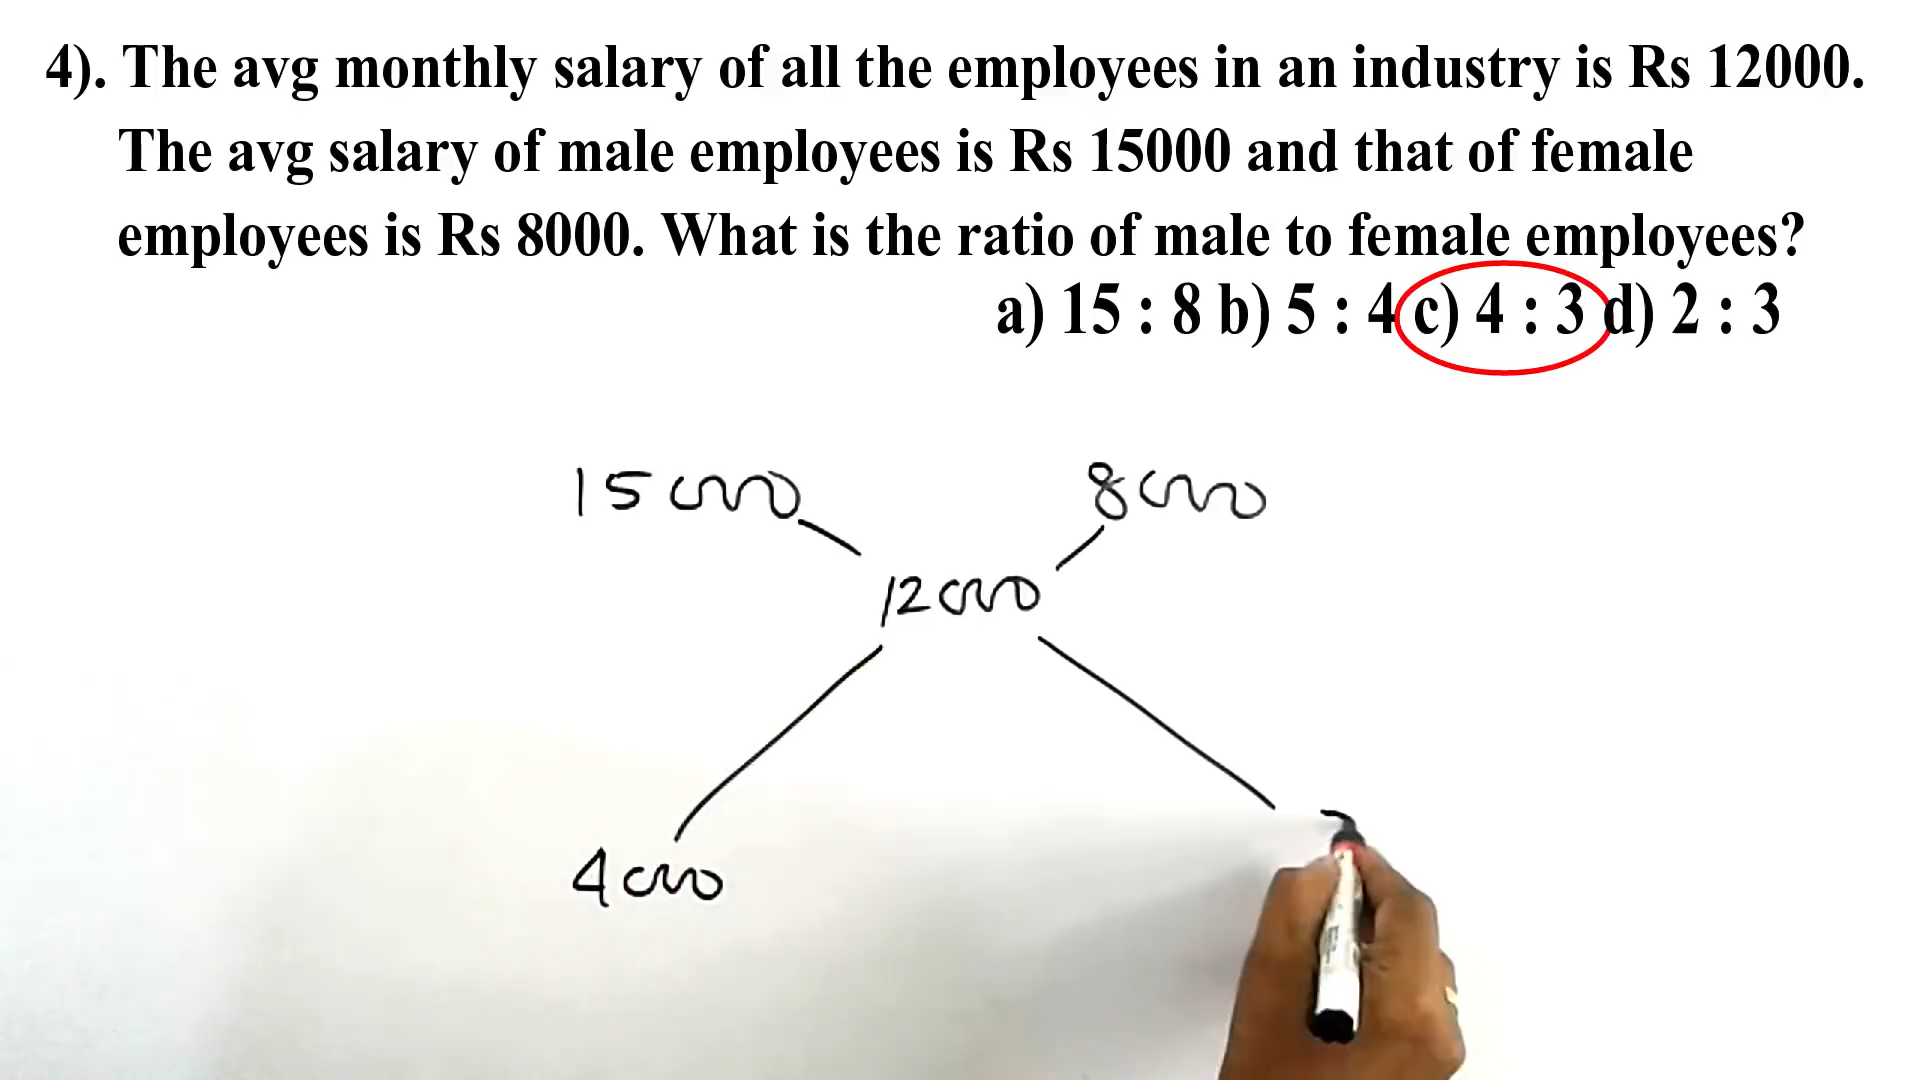 4). The avg monthly salary of all the employees in an industry is Rs 12000.
The avg salary of male employees is Rs 15000 and that of female
employees is Rs 8000. What is the ratio of male to female employees?
a) 15 : 8 b) 5 : 4 c) 4 : 3 d) 2 : 3
15000 8000
12000
4000